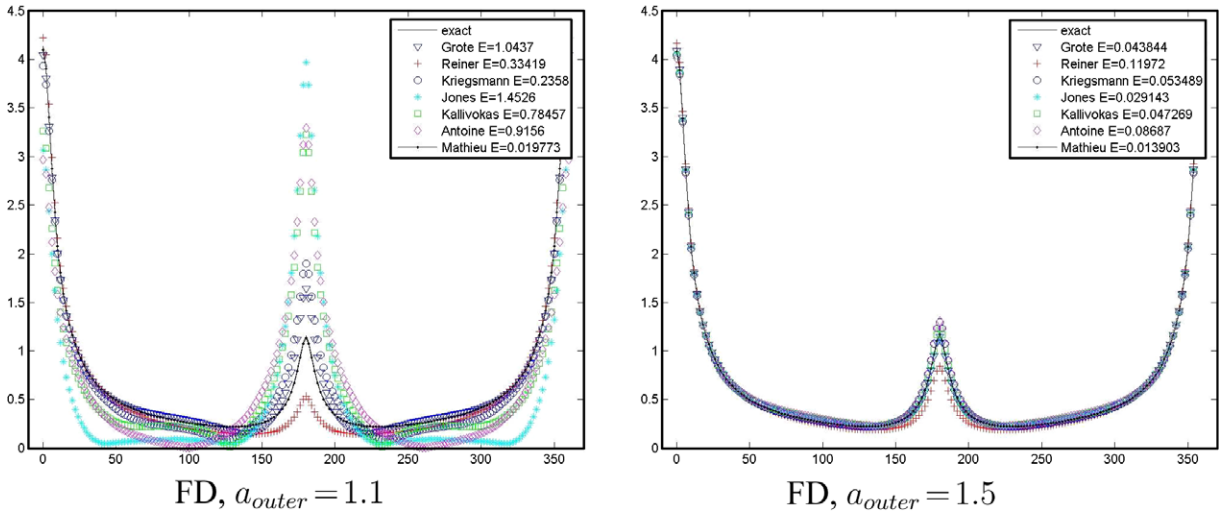 4.5
4
3.5
3
2.5
2
1.5
1
0.5
0
0 50 100 150 200 250 300 350
exact
Grote E=1.0437
Reiner E=0.33419
Kriegsmann E=0.2358
Jones E=1.4526
Kallivokas E=0.78457
Antoine E=0.9156
Mathieu E=0.019773
FD, a_outer = 1.1
4.5
4
3.5
3
2.5
2
1.5
1
0.5
0
0 50 100 150 200 250 300 350
exact
Grote E=0.043844
Reiner E=0.11972
Kriegsmann E=0.053489
Jones E=0.029143
Kallivokas E=0.047269
Antoine E=0.08687
Mathieu E=0.013903
FD, a_outer = 1.5